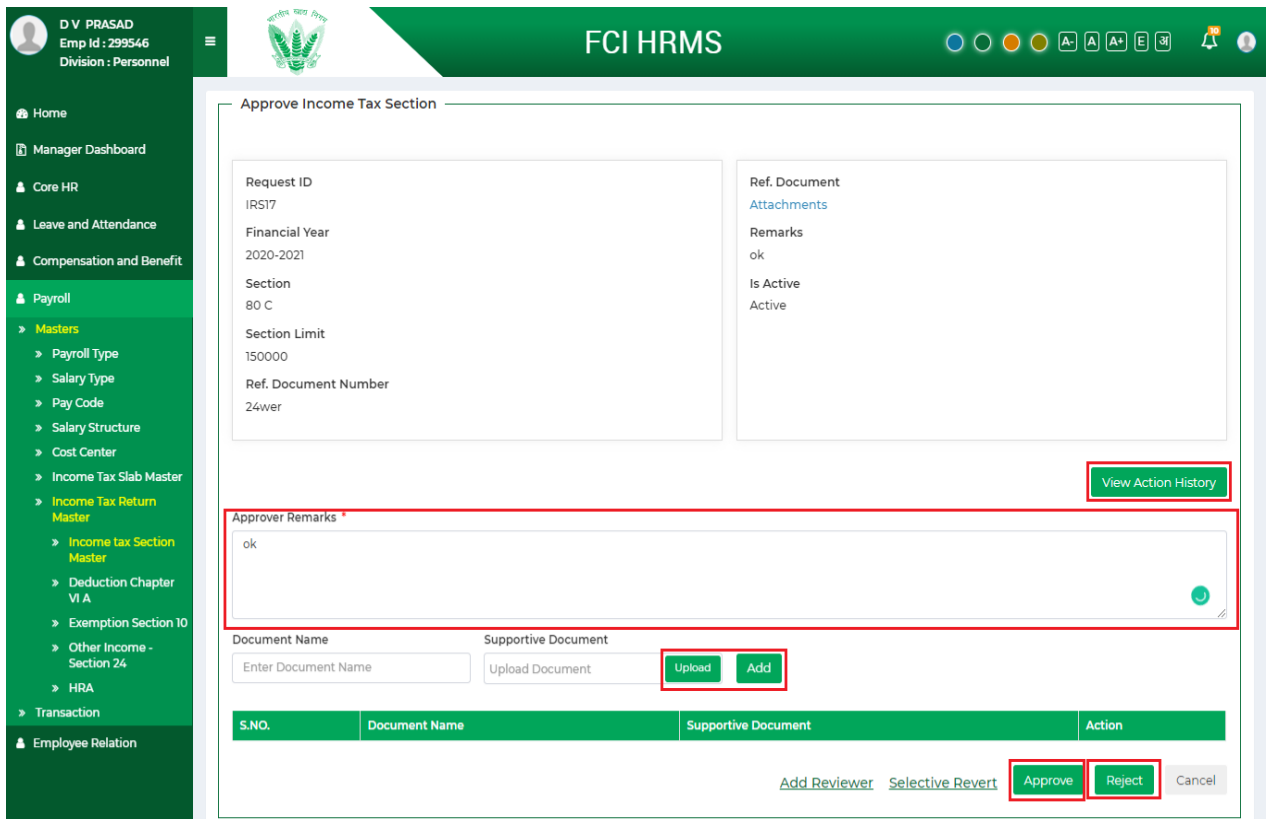 D V PRASAD
Emp Id : 299546
Division : Personnel
FCI HRMS
A- A A+ E अ
10
Home
Manager Dashboard
Core HR
Leave and Attendance
Compensation and Benefit
Payroll
Masters
Payroll Type
Salary Type
Pay Code
Salary Structure
Cost Center
Income Tax Slab Master
Income Tax Return
Master
Income tax Section
Master
Deduction Chapter
VI A
Exemption Section 10
Other Income -
Section 24
HRA
Transaction
Employee Relation
Approve Income Tax Section
Request ID
IRS17
Financial Year
2020-2021
Section
80 C
Section Limit
150000
Ref. Document Number
24wer
Ref. Document
Attachments
Remarks
ok
Is Active
Active
View Action History
Approver Remarks *
ok
Document Name
Supportive Document
Enter Document Name
Upload Document
Upload
Add
S.NO. Document Name Supportive Document Action
Add Reviewer Selective Revert Approve Reject Cancel